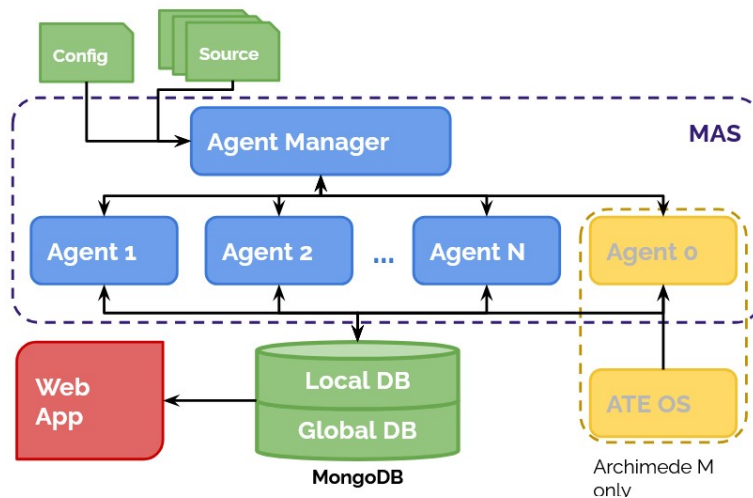 Config
Source
MAS
Agent Manager
Agent 1
Agent 2
...
Agent N
Agent 0
Web
App
Local DB
Global DB
MongoDB
ATE OS
Archimede M
only